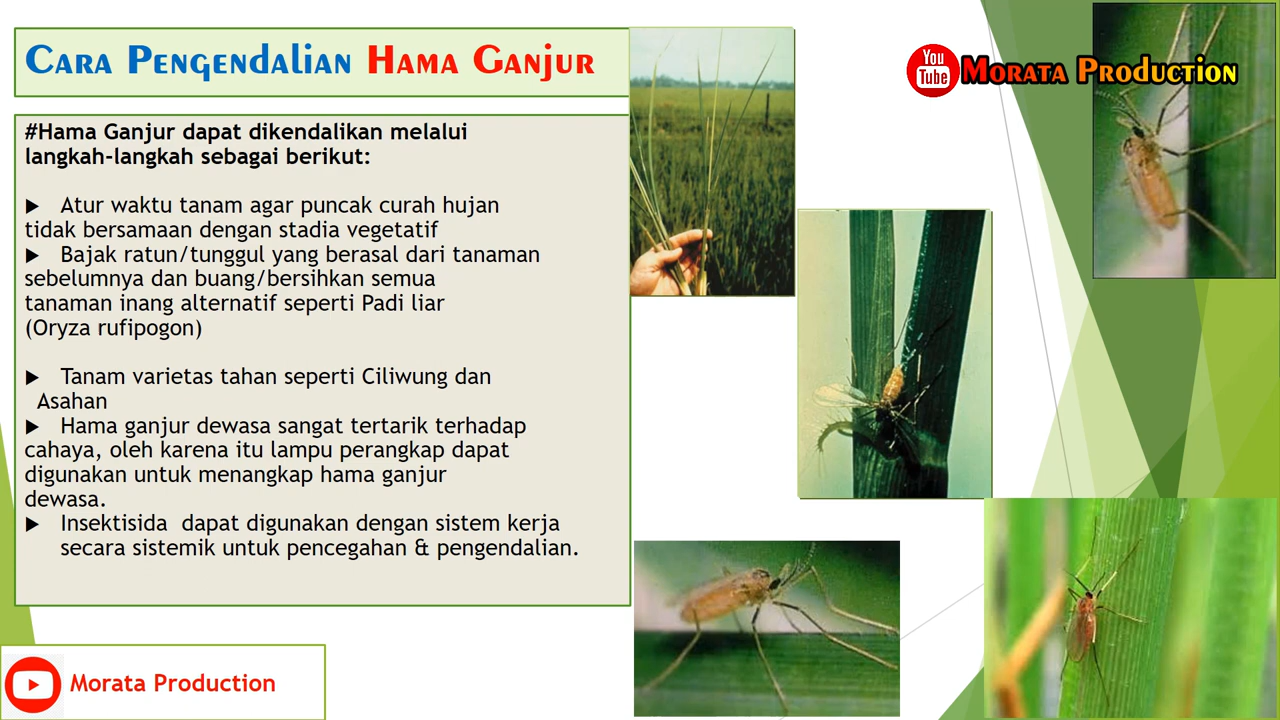 Cara Pengendalian Hama Ganjur
You
Tube
Morata Production
#Hama Ganjur dapat dikendalikan melalui
langkah-langkah sebagai berikut:
▶ Atur waktu tanam agar puncak curah hujan
tidak bersamaan dengan stadia vegetatif
▶ Bajak ratun/tunggul yang berasal dari tanaman
sebelumnya dan buang/bersihkan semua
tanaman inang alternatif seperti Padi liar
(Oryza rufipogon)
▶ Tanam varietas tahan seperti Ciliwung dan
Asahan
▶ Hama ganjur dewasa sangat tertarik terhadap
cahaya, oleh karena itu lampu perangkap dapat
digunakan untuk menangkap hama ganjur
dewasa.
▶ Insektisida dapat digunakan dengan sistem kerja
secara sistemik untuk pencegahan & pengendalian.
Morata Production